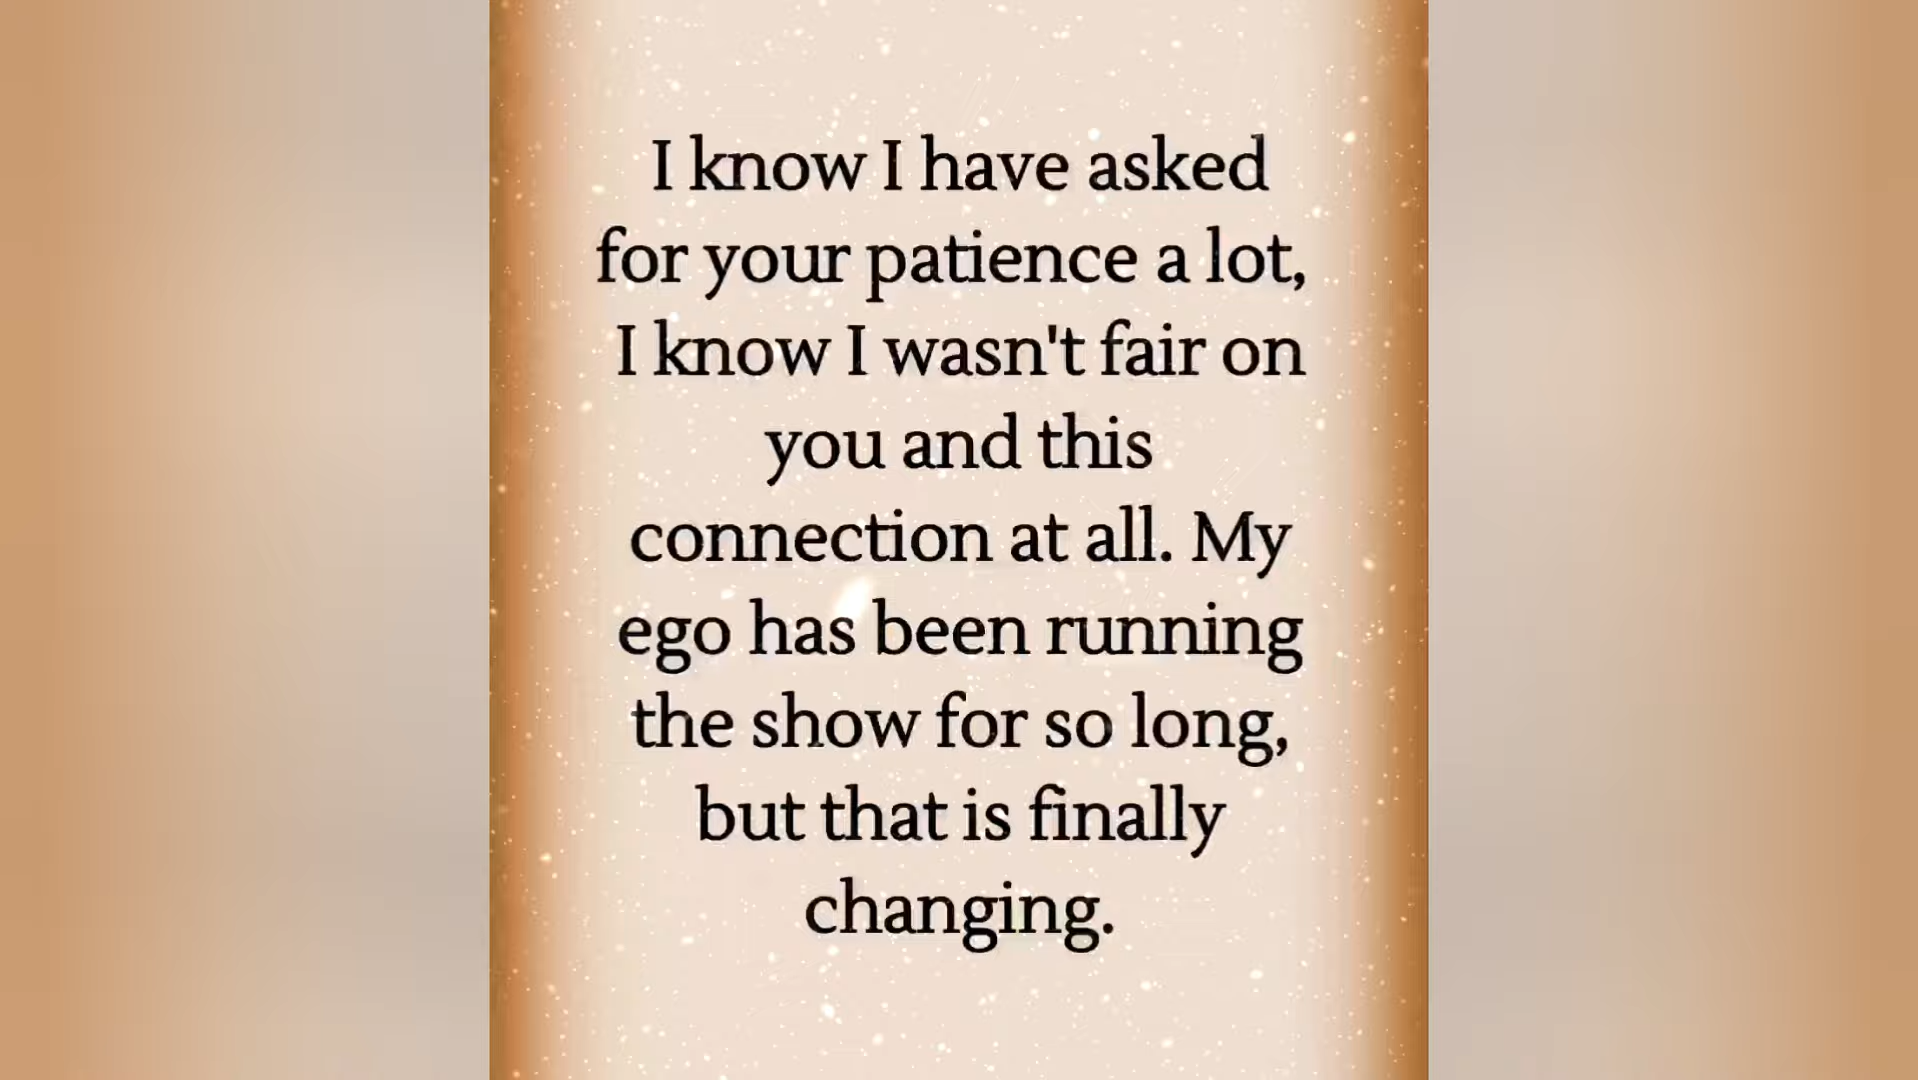 I know I have asked
for your patience a lot,
I know I wasn't fair on
you and this
connection at all. My
ego has been running
the show for so long,
but that is finally
changing.